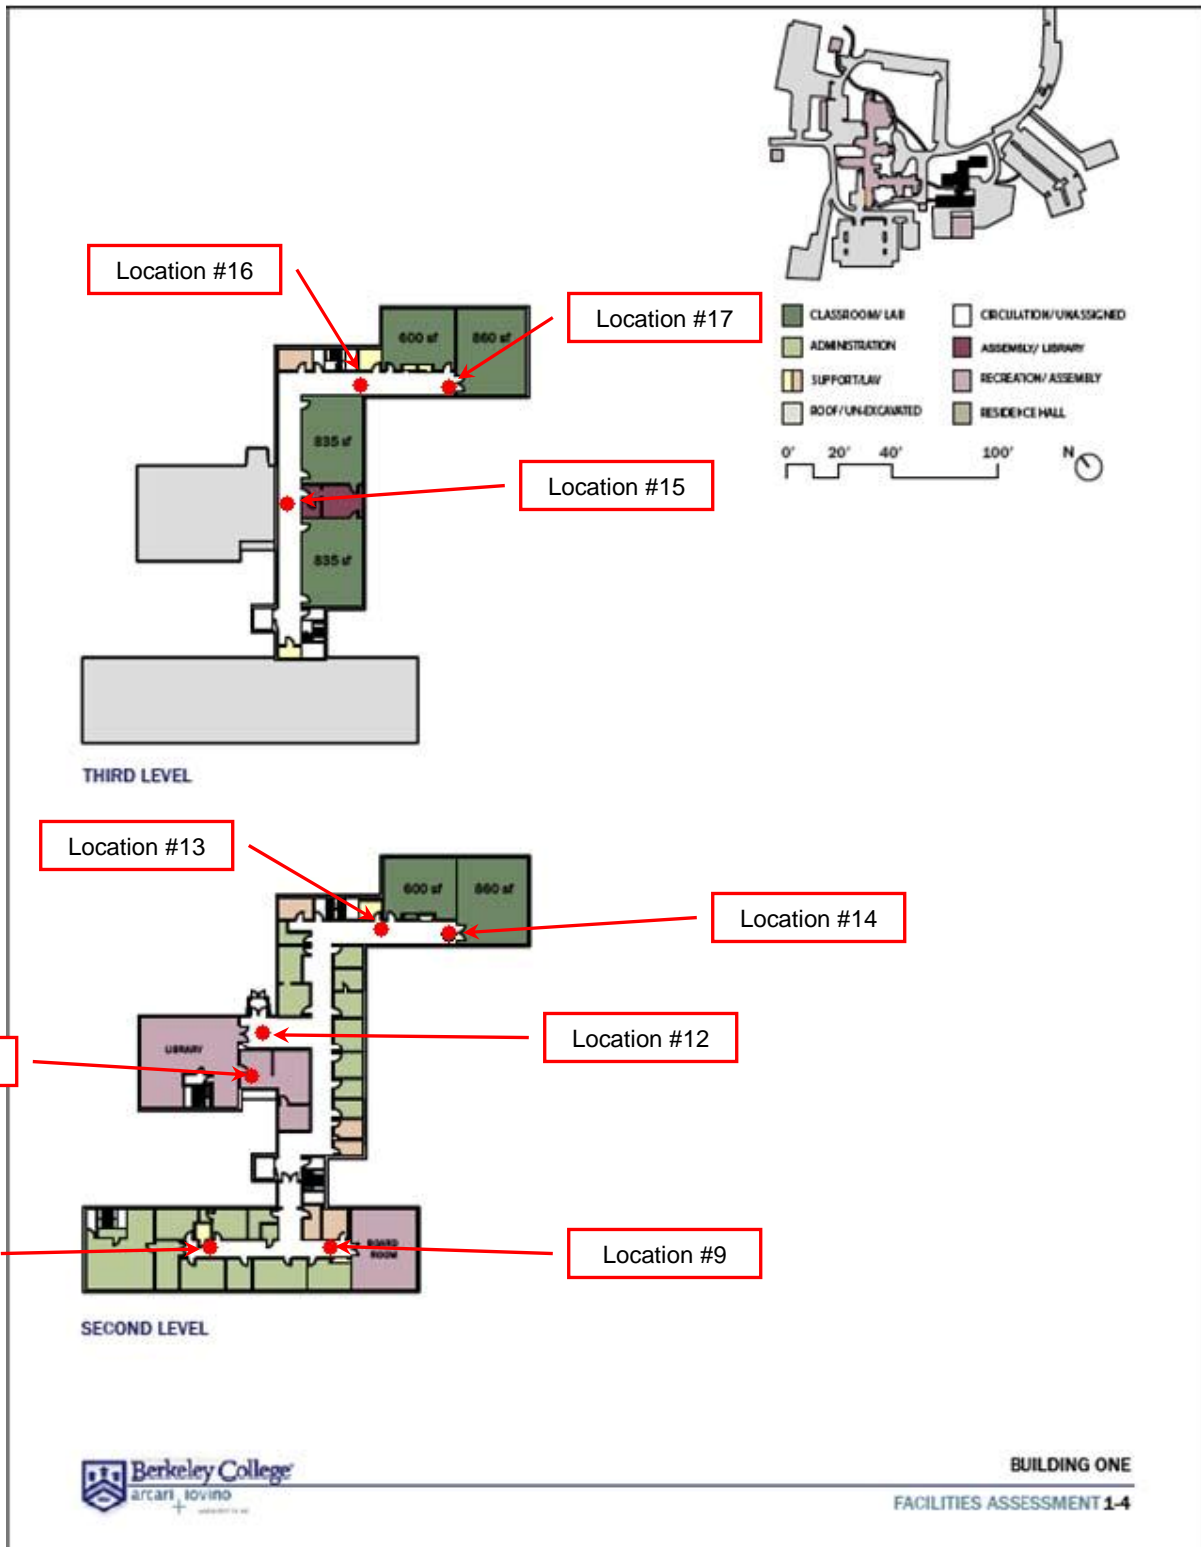 Location #16
Location #17
600 sf
860 sf
CLASSROOM/ LAB
CIRCULATION/UNASSIGNED
ADMINISTRATION
ASSEMBLY/ LIBRARY
SUPPORT/LAV
RECREATION/ ASSEMBLY
ROOF/UN-EXCAVATED
RESIDENCE HALL
0' 20' 40' 100' N
835 sf
Location #15
835 sf
THIRD LEVEL
Location #13
600 sf
860 sf
Location #14
LIBRARY
Location #12
BOARD
ROOM
Location #9
SECOND LEVEL
Berkeley College
arcari + iovino
BUILDING ONE
FACILITIES ASSESSMENT 1-4